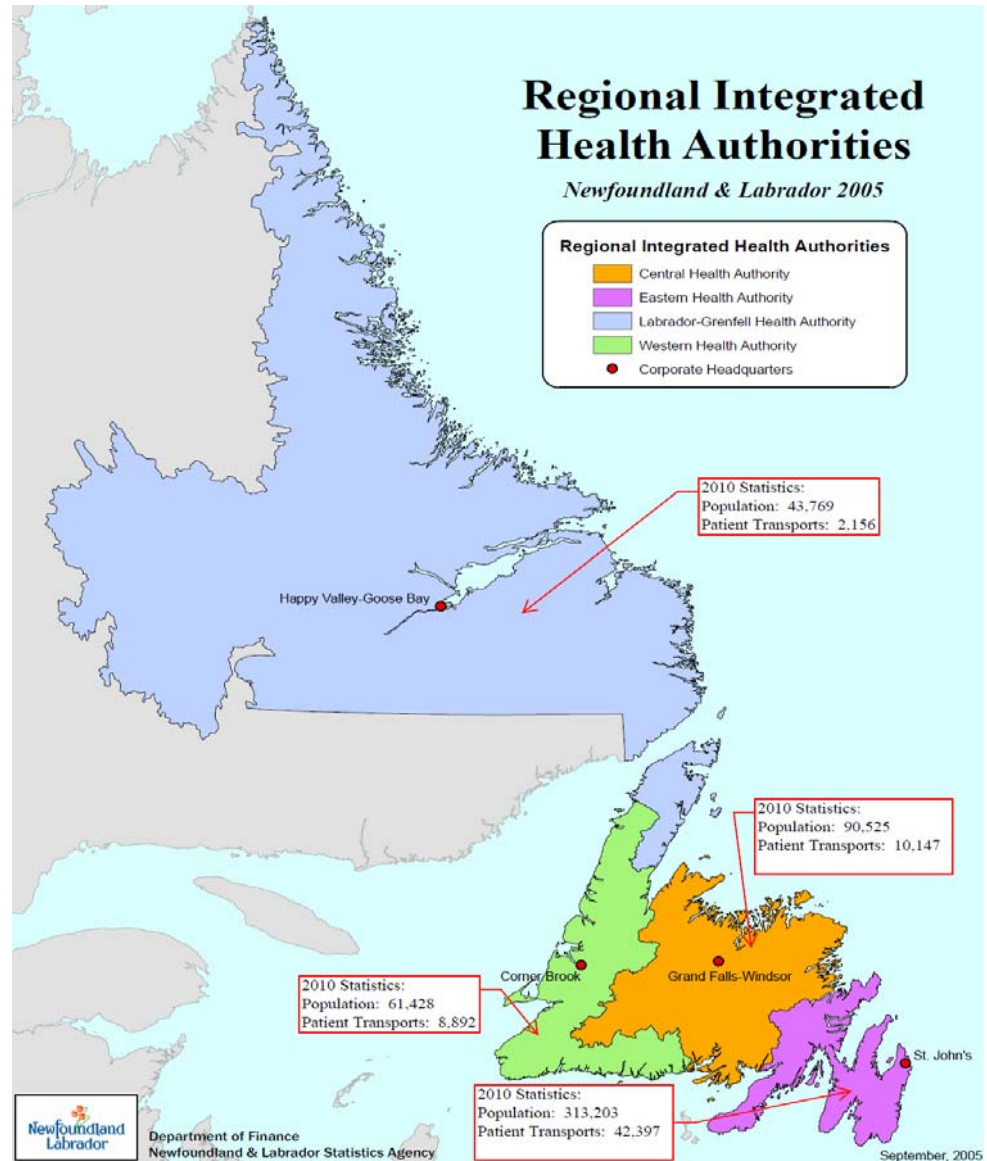 Regional Integrated
Health Authorities
Newfoundland & Labrador 2005
Regional Integrated Health Authorities
Central Health Authority
Eastern Health Authority
Labrador-Grenfell Health Authority
Western Health Authority
Corporate Headquarters
2010 Statistics:
Population: 43,769
Patient Transports: 2,156
Happy Valley-Goose Bay
2010 Statistics:
Population: 90,525
Patient Transports: 10,147
Corner Brook
Grand Falls-Windsor
2010 Statistics:
Population: 61,428
Patient Transports: 8,892
St. John's
2010 Statistics:
Population: 313,203
Patient Transports: 42,397
Newfoundland
Labrador
Department of Finance
Newfoundland & Labrador Statistics Agency
September, 2005